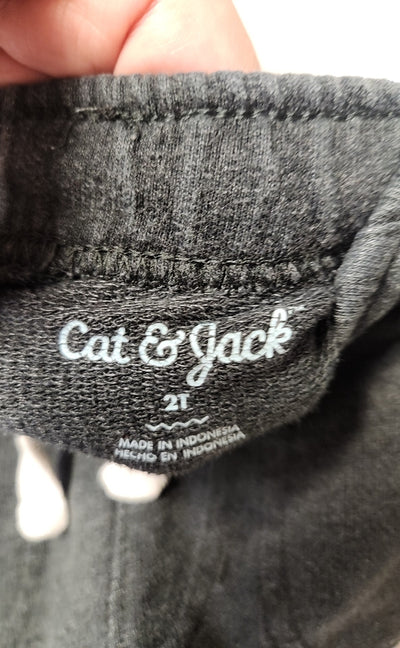 Cat & Jack™
2T
MADE IN INDONESIA
HECHO EN INDONESIA